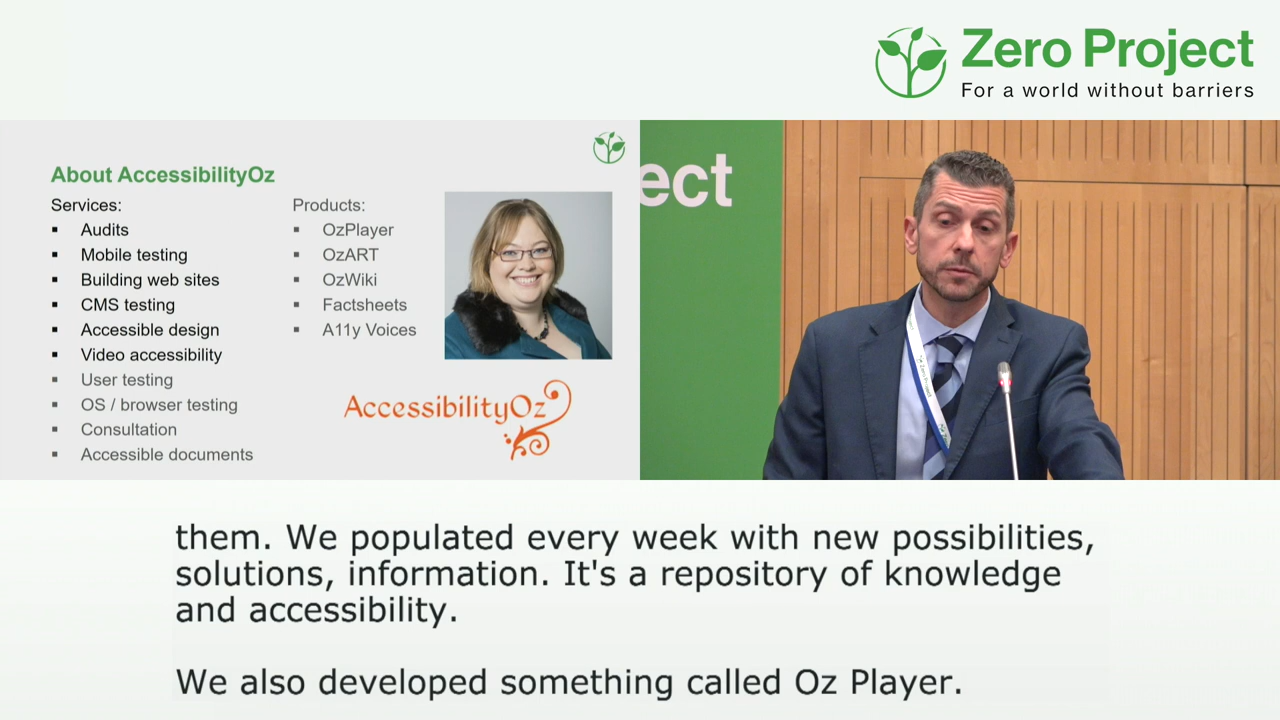 Zero Project
For a world without barriers
About AccessibilityOz
Services:
▪ Audits
▪ Mobile testing
▪ Building web sites
▪ CMS testing
▪ Accessible design
▪ Video accessibility
▪ User testing
▪ OS / browser testing
▪ Consultation
▪ Accessible documents
Products:
▪ OzPlayer
▪ OzART
▪ OzWiki
▪ Factsheets
▪ A11y Voices
AccessibilityOz
ect
Zero Project
them. We populated every week with new possibilities,
solutions, information. It's a repository of knowledge
and accessibility.
We also developed something called Oz Player.